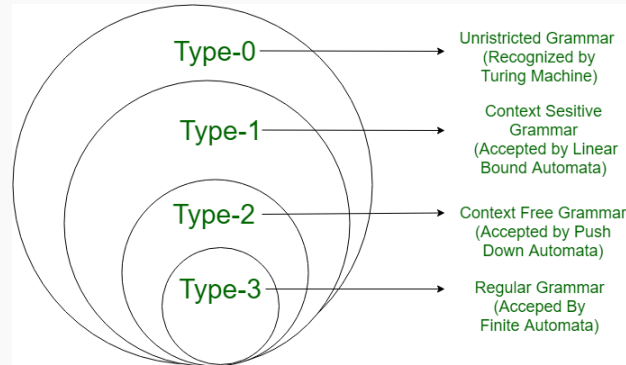 Type-0
Unristricted Grammar
(Recognized by
Turing Machine)
Type-1
Context Sesitive
Grammar
(Accepted by Linear
Bound Automata)
Type-2
Context Free Grammar
(Accepted by Push
Down Automata)
Type-3
Regular Grammar
(Acceped By
Finite Automata)